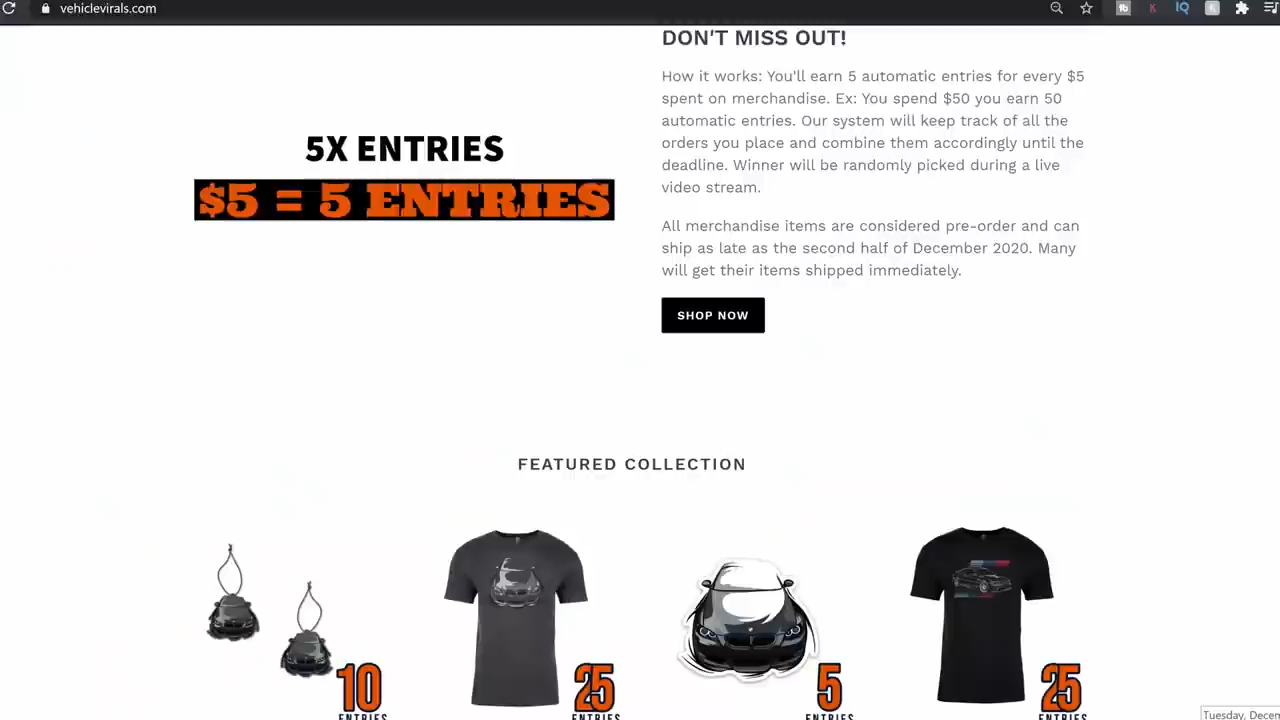 vehiclevirals.com
DON'T MISS OUT!
How it works: You'll earn 5 automatic entries for every $5
spent on merchandise. Ex: You spend $50 you earn 50
automatic entries. Our system will keep track of all the
orders you place and combine them accordingly until the
deadline. Winner will be randomly picked during a live
video stream.
5X ENTRIES
$5 = 5 ENTRIES
All merchandise items are considered pre-order and can
ship as late as the second half of December 2020. Many
will get their items shipped immediately.
SHOP NOW
FEATURED COLLECTION
10
ENTRIES
25
ENTRIES
5
ENTRIES
25
ENTRIES
Tuesday, Decem